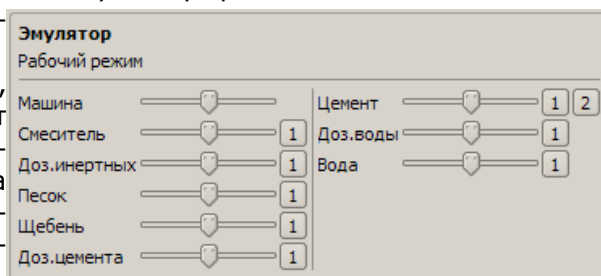 Эмулятор
Рабочий режим
Машина
Смеситель 1
Доз.инертных 1
Песок 1
Щебень 1
Доз.цемента 1
Цемент 1 2
Доз.воды 1
Вода 1